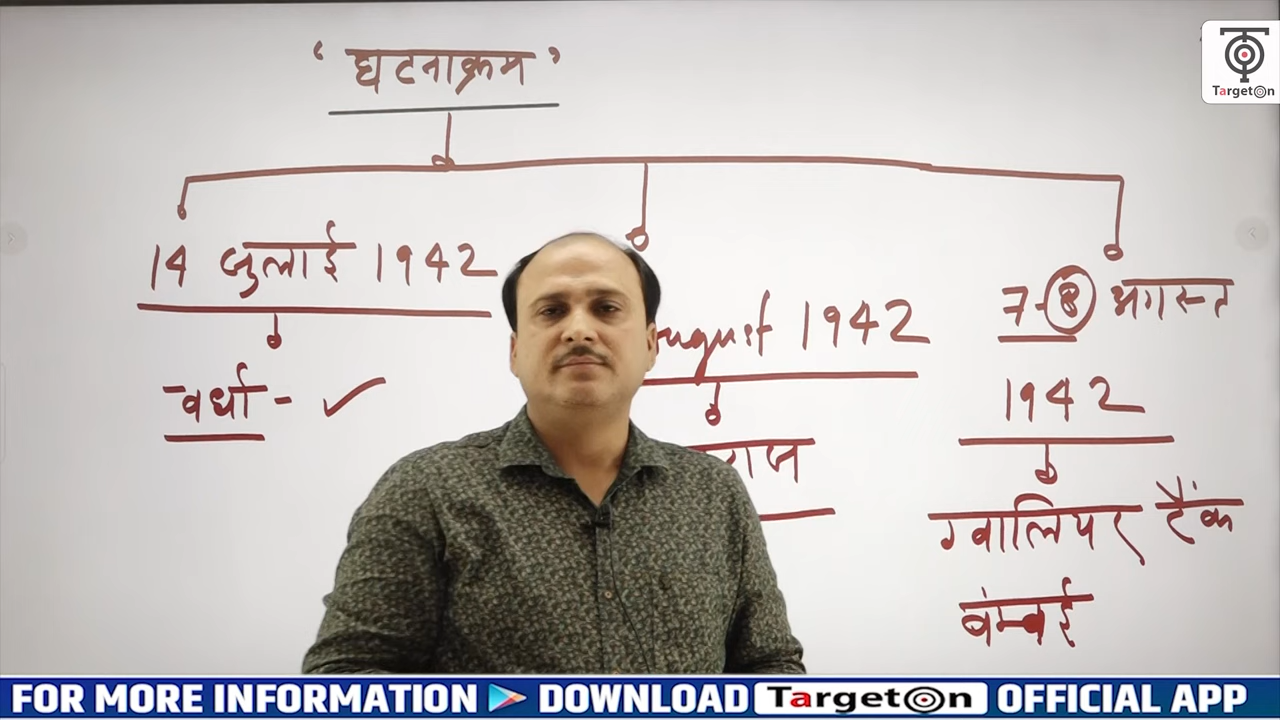 ' घटनाक्रम '
14 जुलाई 1942
वर्धा - ✓
1942
7-8 अगस्त
1942
ग्वालियर टैंक
बंम्बई
TargetOn
FOR MORE INFORMATION DOWNLOAD TargetOn OFFICIAL APP